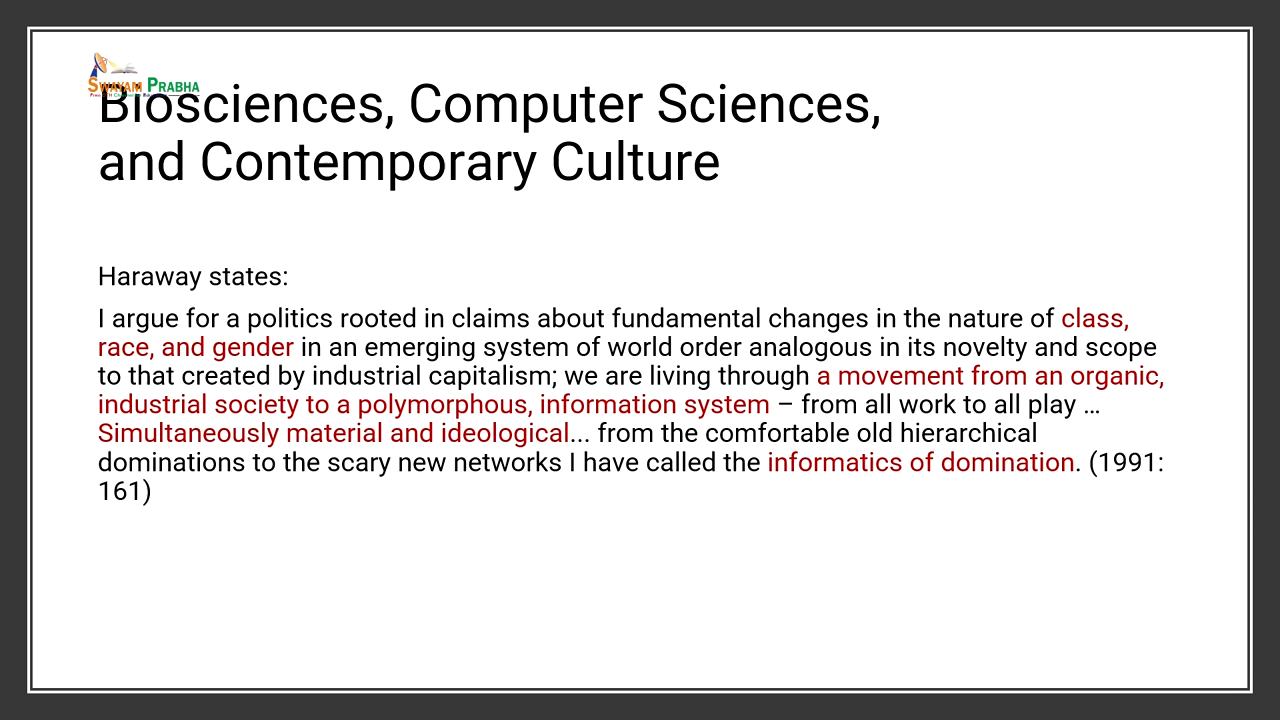 SWAYAM PRABHA
Biosciences, Computer Sciences,
and Contemporary Culture
Haraway states:
I argue for a politics rooted in claims about fundamental changes in the nature of class,
race, and gender in an emerging system of world order analogous in its novelty and scope
to that created by industrial capitalism; we are living through a movement from an organic,
industrial society to a polymorphous, information system – from all work to all play …
Simultaneously material and ideological... from the comfortable old hierarchical
dominations to the scary new networks I have called the informatics of domination. (1991:
161)